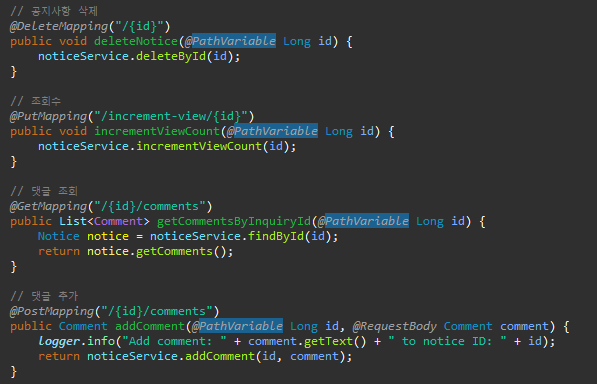 // 공지사항 삭제
@DeleteMapping("/{id}")
public void deleteNotice(@PathVariable Long id) {
    noticeService.deleteById(id);
}
// 조회수
@PutMapping("/increment-view/{id}")
public void incrementViewCount(@PathVariable Long id) {
    noticeService.incrementViewCount(id);
}
// 댓글 조회
@GetMapping("/{id}/comments")
public List<Comment> getCommentsByInquiryId(@PathVariable Long id) {
    Notice notice = noticeService.findById(id);
    return notice.getComments();
}
// 댓글 추가
@PostMapping("/{id}/comments")
public Comment addComment(@PathVariable Long id, @RequestBody Comment comment) {
    logger.info("Add comment: " + comment.getText() + " to notice ID: " + id);
    return noticeService.addComment(id, comment);
}